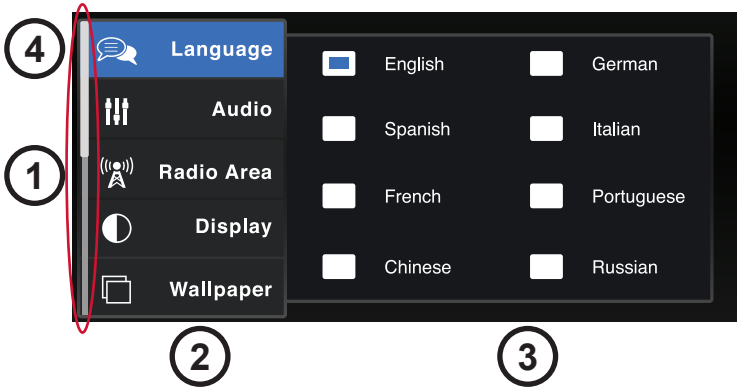 4
Language
Audio
1
Radio Area
Display
Wallpaper
English
German
Spanish
Italian
French
Portuguese
Chinese
Russian
2
3